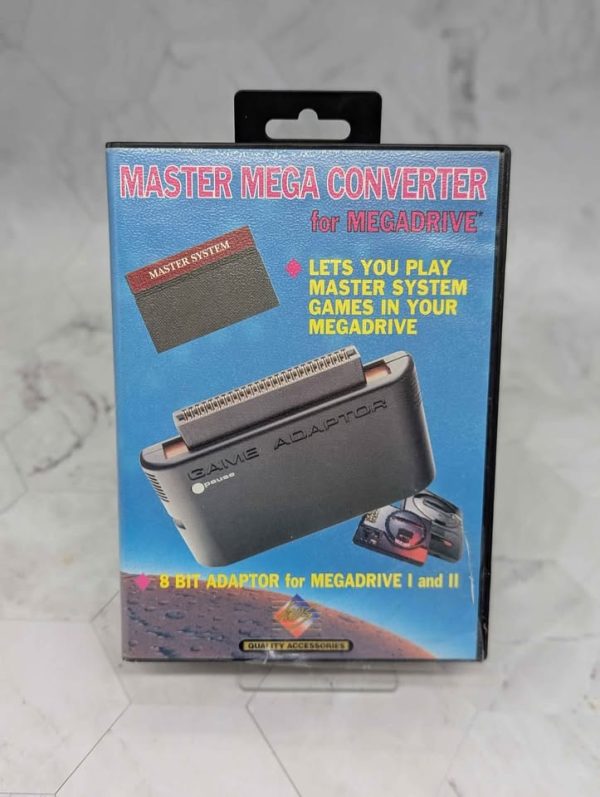 MASTER MEGA CONVERTER
for MEGADRIVE*
MASTER SYSTEM
LETS YOU PLAY
MASTER SYSTEM
GAMES IN YOUR
MEGADRIVE
GAME ADAPTOR
pause
8 BIT ADAPTOR for MEGADRIVE I and II
QUALITY ACCESSORIES